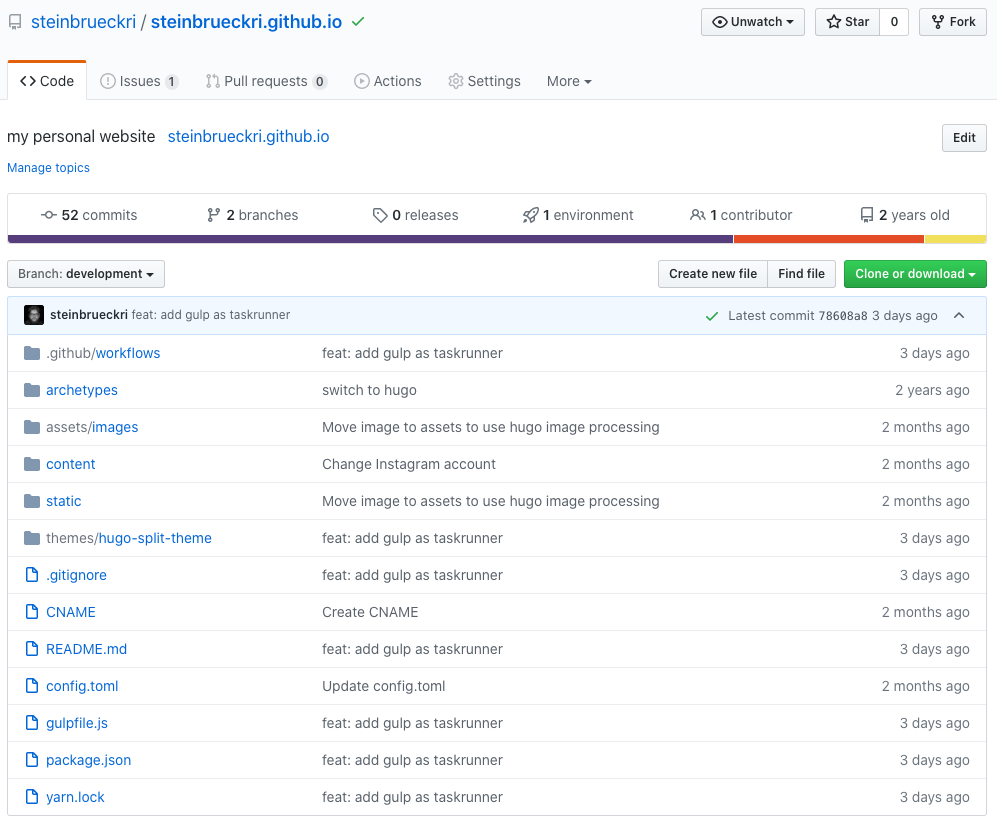 steinbrueckri / steinbrueckri.github.io Unwatch Star 0 Fork
Code Issues 1 Pull requests 0 Actions Settings More
my personal website steinbrueckri.github.io Edit
Manage topics
52 commits 2 branches 0 releases 1 environment 1 contributor 2 years old
Branch: development Create new file Find file Clone or download
steinbrueckri feat: add gulp as taskrunner Latest commit 78608a8 3 days ago
.github/workflows feat: add gulp as taskrunner 3 days ago
archetypes switch to hugo 2 years ago
assets/images Move image to assets to use hugo image processing 2 months ago
content Change Instagram account 2 months ago
static Move image to assets to use hugo image processing 2 months ago
themes/hugo-split-theme feat: add gulp as taskrunner 3 days ago
.gitignore feat: add gulp as taskrunner 3 days ago
CNAME Create CNAME 2 months ago
README.md feat: add gulp as taskrunner 3 days ago
config.toml Update config.toml 2 months ago
gulpfile.js feat: add gulp as taskrunner 3 days ago
package.json feat: add gulp as taskrunner 3 days ago
yarn.lock feat: add gulp as taskrunner 3 days ago